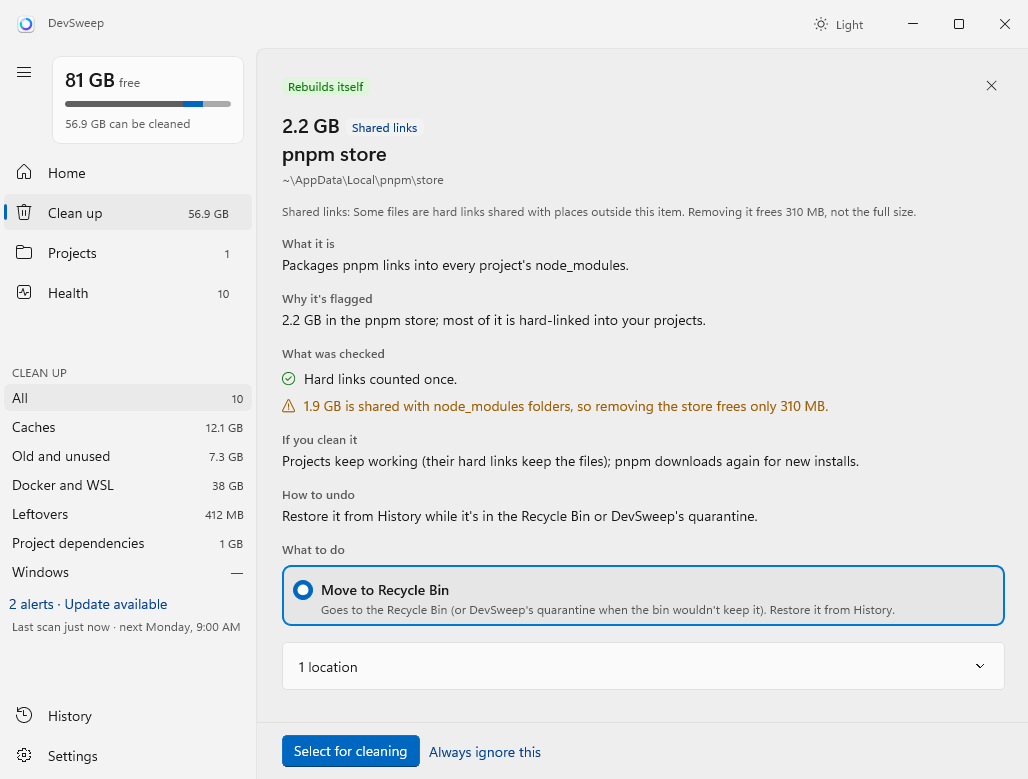 DevSweep
Light
81 GB free
56.9 GB can be cleaned
Home
Clean up 56.9 GB
Projects 1
Health 10
CLEAN UP
All 10
Caches 12.1 GB
Old and unused 7.3 GB
Docker and WSL 38 GB
Leftovers 412 MB
Project dependencies 1 GB
Windows —
2 alerts · Update available
Last scan just now · next Monday, 9:00 AM
History
Settings
Rebuilds itself
2.2 GB Shared links
pnpm store
~\AppData\Local\pnpm\store
Shared links: Some files are hard links shared with places outside this item. Removing it frees 310 MB, not the full size.
What it is
Packages pnpm links into every project's node_modules.
Why it's flagged
2.2 GB in the pnpm store; most of it is hard-linked into your projects.
What was checked
Hard links counted once.
1.9 GB is shared with node_modules folders, so removing the store frees only 310 MB.
If you clean it
Projects keep working (their hard links keep the files); pnpm downloads again for new installs.
How to undo
Restore it from History while it's in the Recycle Bin or DevSweep's quarantine.
What to do
Move to Recycle Bin
Goes to the Recycle Bin (or DevSweep's quarantine when the bin wouldn't keep it). Restore it from History.
1 location
Select for cleaning
Always ignore this